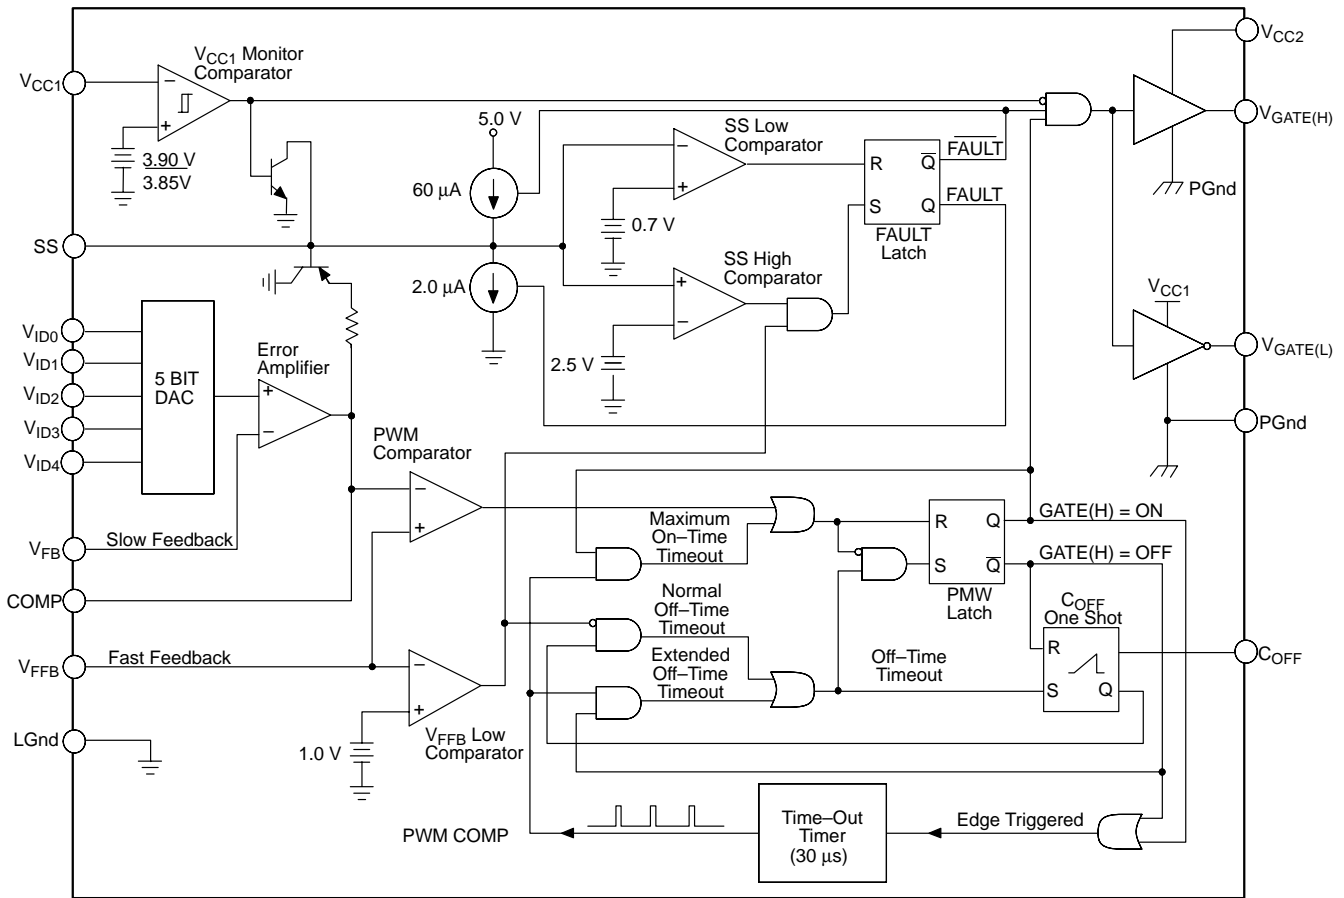 VCC1
VCC1 Monitor
Comparator
−
+
3.90 V
3.85V
SS
5.0 V
60 µA
2.0 µA
SS Low
Comparator
−
+
0.7 V
SS High
Comparator
+
−
2.5 V
R
Q
S
Q
FAULT
Latch
FAULT
FAULT
VCC2
VGATE(H)
PGnd
VCC1
VGATE(L)
PGnd
VID0
VID1
VID2
VID3
VID4
5 BIT
DAC
Error
Amplifier
+
−
VFB
Slow Feedback
COMP
VFFB
Fast Feedback
LGnd
PWM
Comparator
−
+
−
+
1.0 V
VFFB Low
Comparator
Maximum
On−Time
Timeout
Normal
Off−Time
Timeout
Extended
Off−Time
Timeout
R
Q
S
Q
PMW
Latch
GATE(H) = ON
GATE(H) = OFF
COFF
One Shot
R
S
Q
COFF
Off−Time
Timeout
PWM COMP
Time−Out
Timer
(30 µs)
Edge Triggered